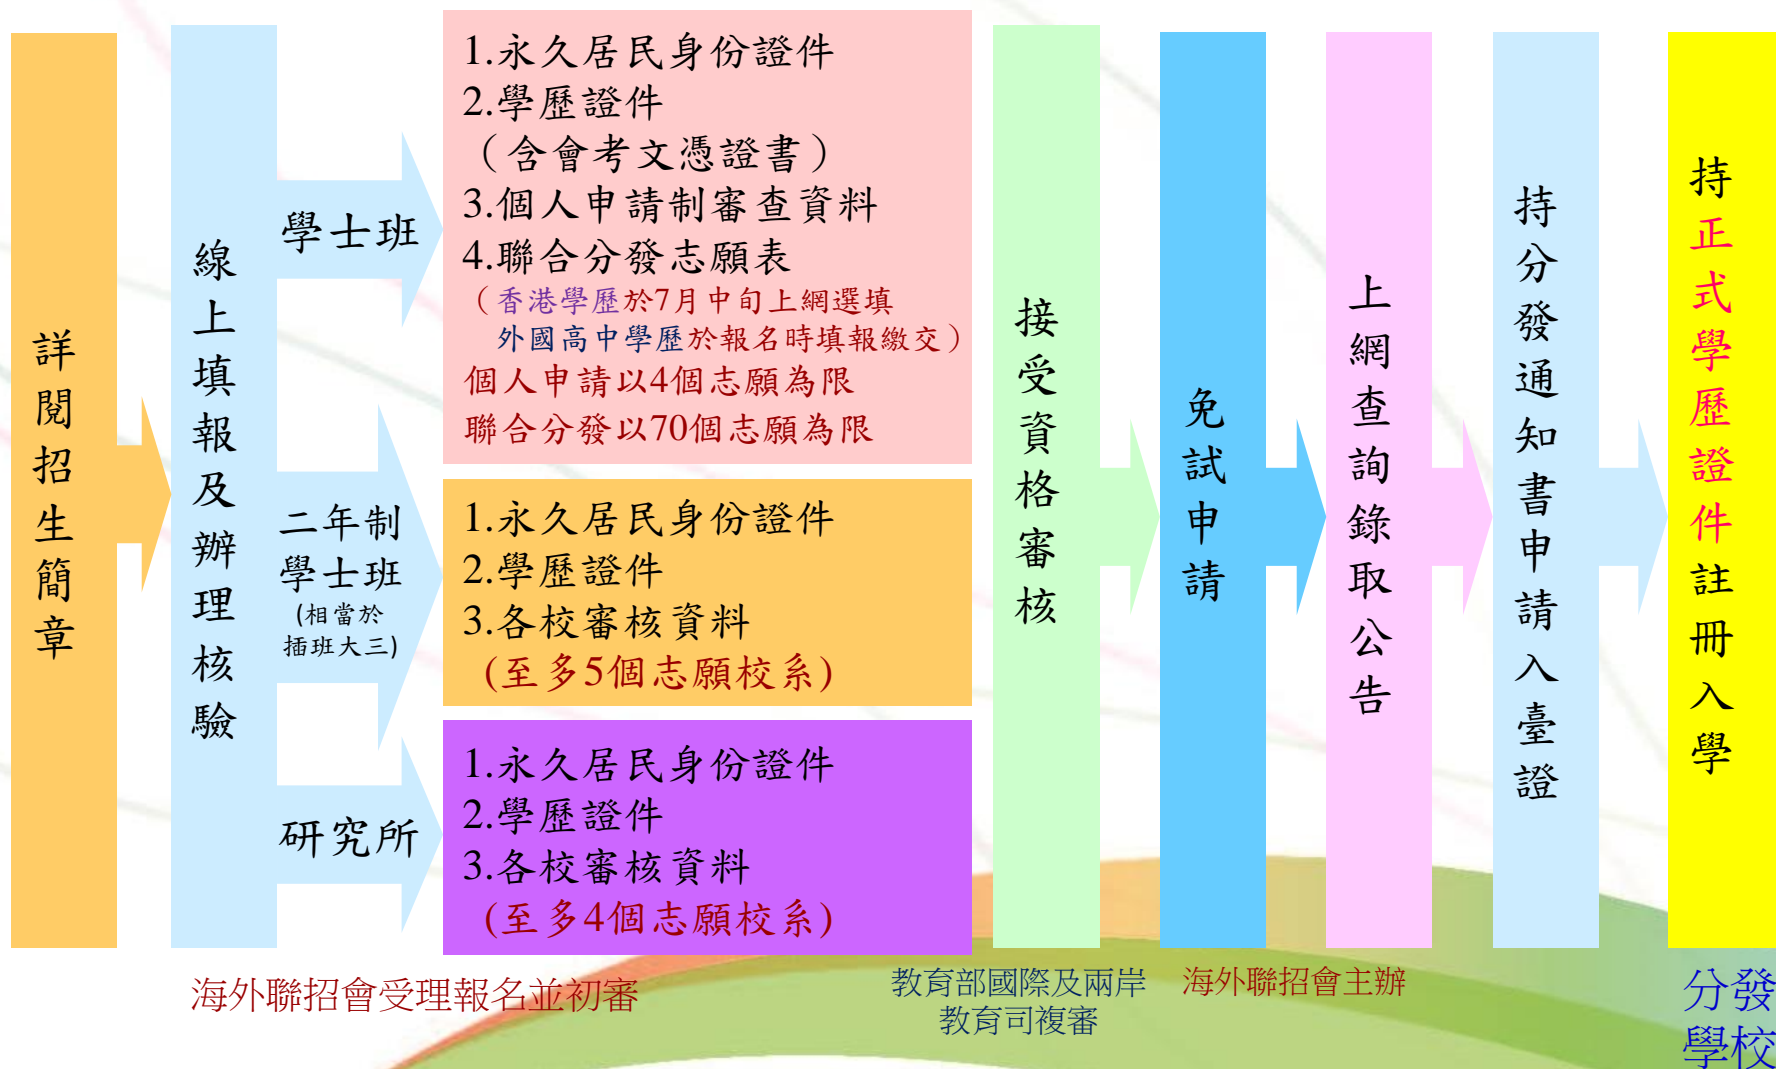 詳閱招生簡章
線上填報及辦理核驗
學士班
1.永久居民身份證件
2.學歷證件
（含會考文憑證書）
3.個人申請制審查資料
4.聯合分發志願表
（香港學歷於7月中旬上網選填
外國高中學歷於報名時填報繳交）
個人申請以4個志願為限
聯合分發以70個志願為限
二年制
學士班
(相當於
插班大三)
1.永久居民身份證件
2.學歷證件
3.各校審核資料
(至多5個志願校系)
研究所
1.永久居民身份證件
2.學歷證件
3.各校審核資料
(至多4個志願校系)
接受資格審核
免試申請
上網查詢錄取公告
持分發通知書申請入臺證
持正式學歷證件註冊入學
海外聯招會受理報名並初審
教育部國際及兩岸
教育司複審
海外聯招會主辦
分發
學校